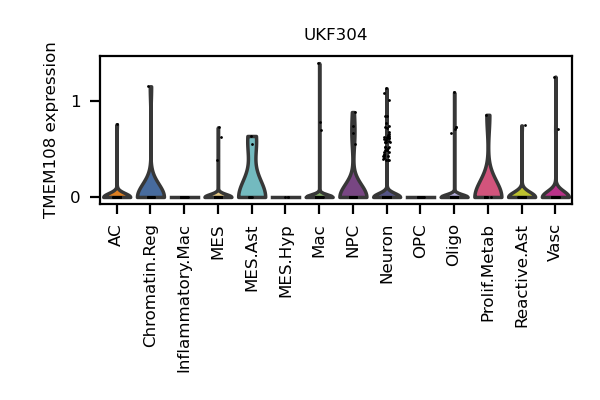 UKF304
TMEM108 expression
1
0
AC
Chromatin.Reg
Inflammatory.Mac
MES
MES.Ast
MES.Hyp
Mac
NPC
Neuron
OPC
Oligo
Prolif.Metab
Reactive.Ast
Vasc